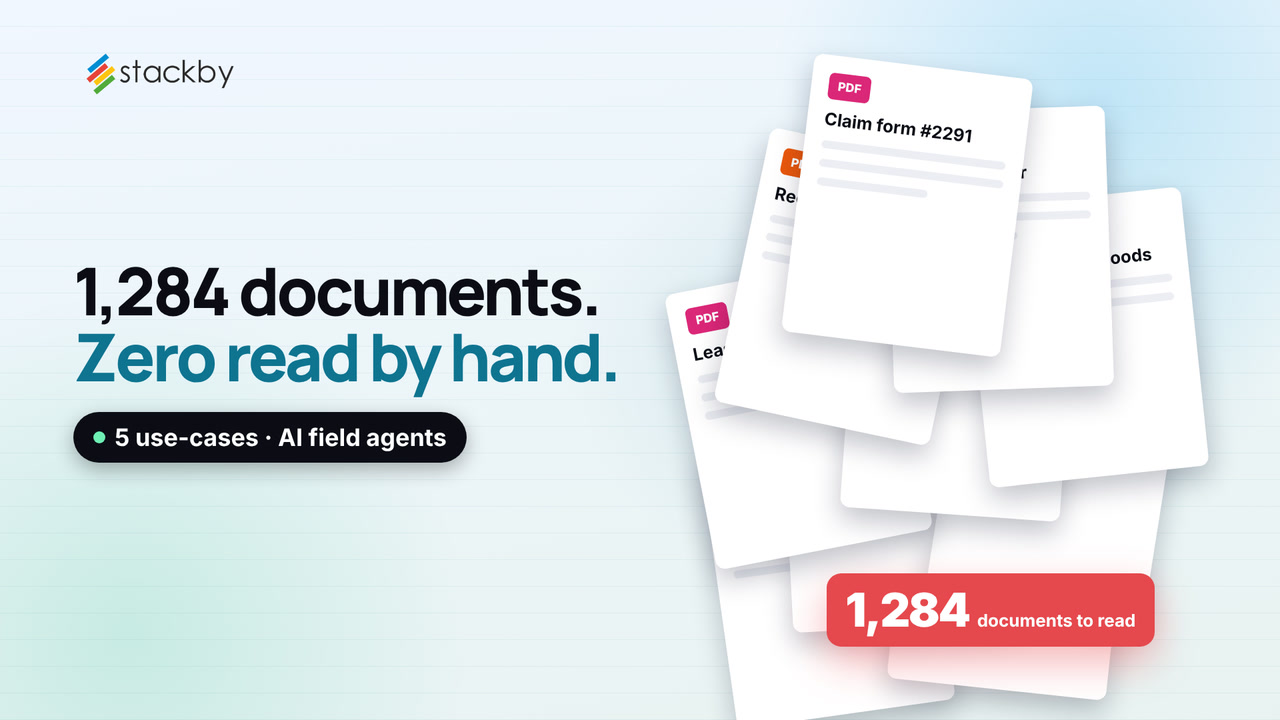 stackby
1,284 documents.
Zero read by hand.
5 use-cases · AI field agents
PDF
Claim form #2291
PDF
1,284 documents to read